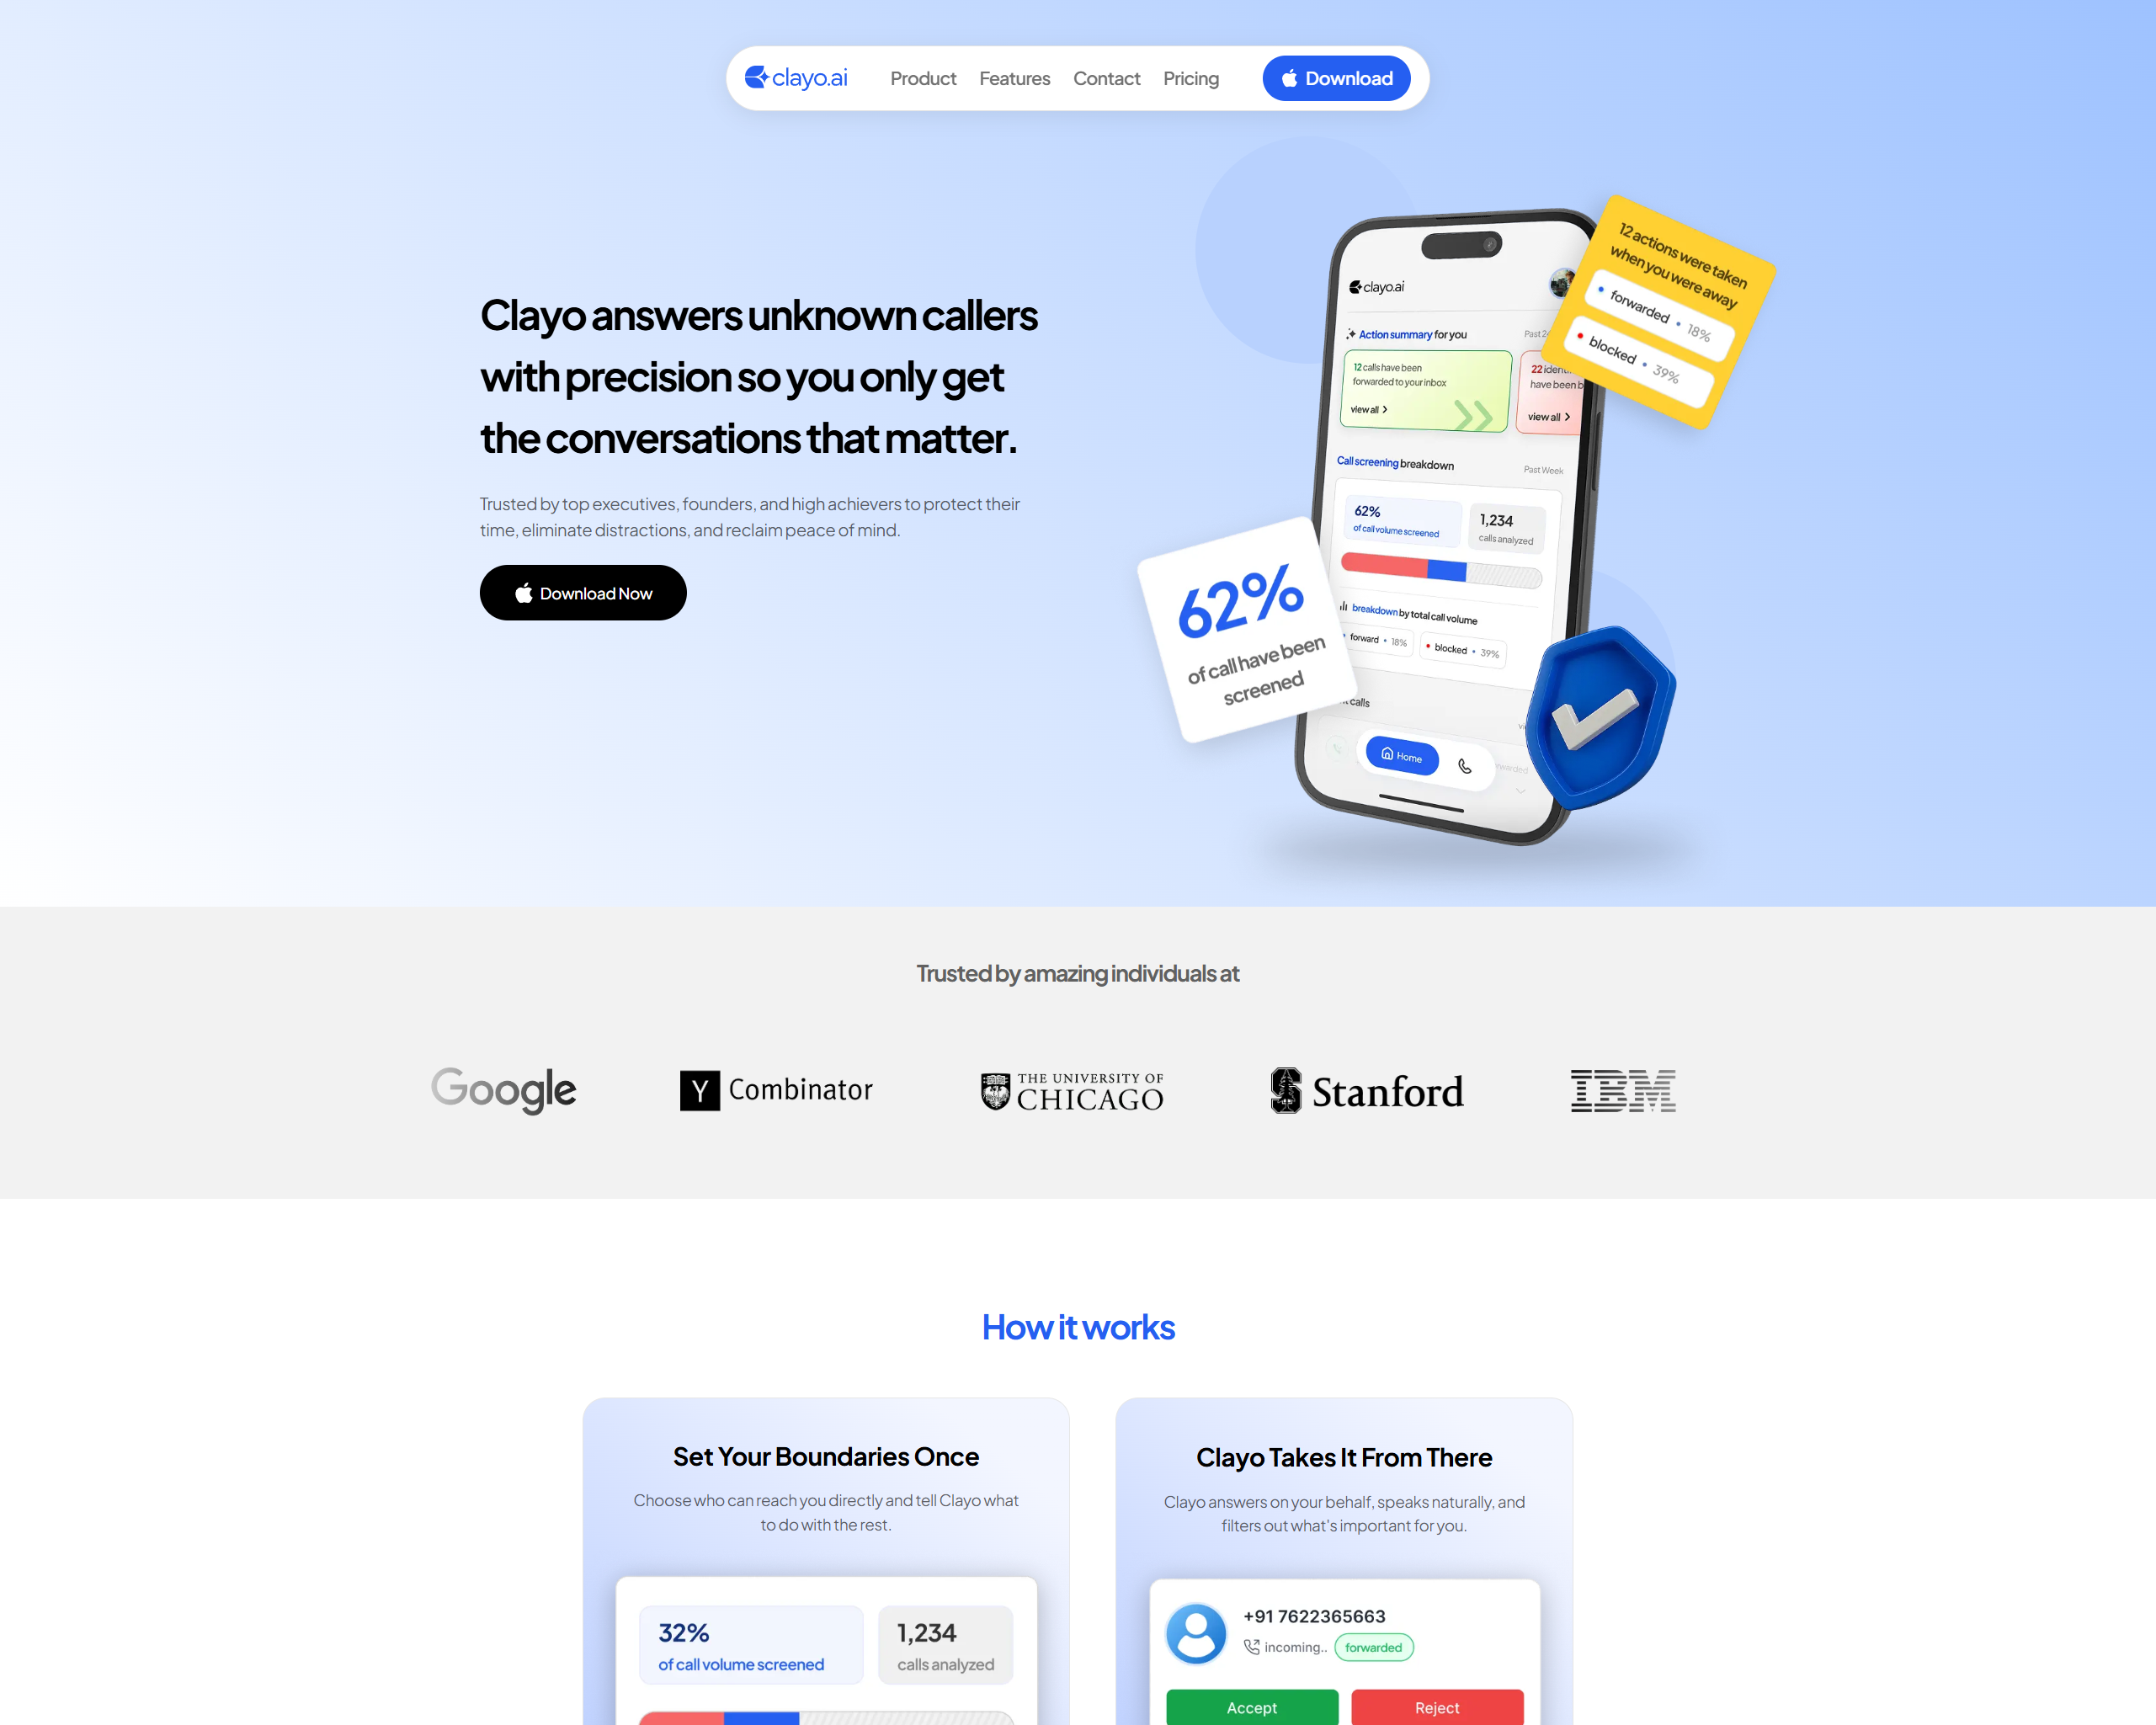 clayo.ai
Product
Features
Contact
Pricing
Download
Clayo answers unknown callers
with precision so you only get
the conversations that matter.
Trusted by top executives, founders, and high achievers to protect their
time, eliminate distractions, and reclaim peace of mind.
Download Now
clayo.ai
Action summary for you
Past
12 calls have been
forwarded to your inbox
view all
22
have been
view all
Call screening breakdown
Past Week
62%
of call volume screened
1,234
calls analyzed
breakdown by total call volume
forward • 18%
blocked • 39%
calls
Home
12 actions were taken
when you were away
forwarded • 18%
blocked • 39%
62%
of call have been
screened
Trusted by amazing individuals at
Google
Y Combinator
THE UNIVERSITY OF
CHICAGO
Stanford
IBM
How it works
Set Your Boundaries Once
Choose who can reach you directly and tell Clayo what
to do with the rest.
32%
of call volume screened
1,234
calls analyzed
Clayo Takes It From There
Clayo answers on your behalf, speaks naturally, and
filters out what's important for you.
+91 7622365663
incoming..
forwarded
Accept
Reject